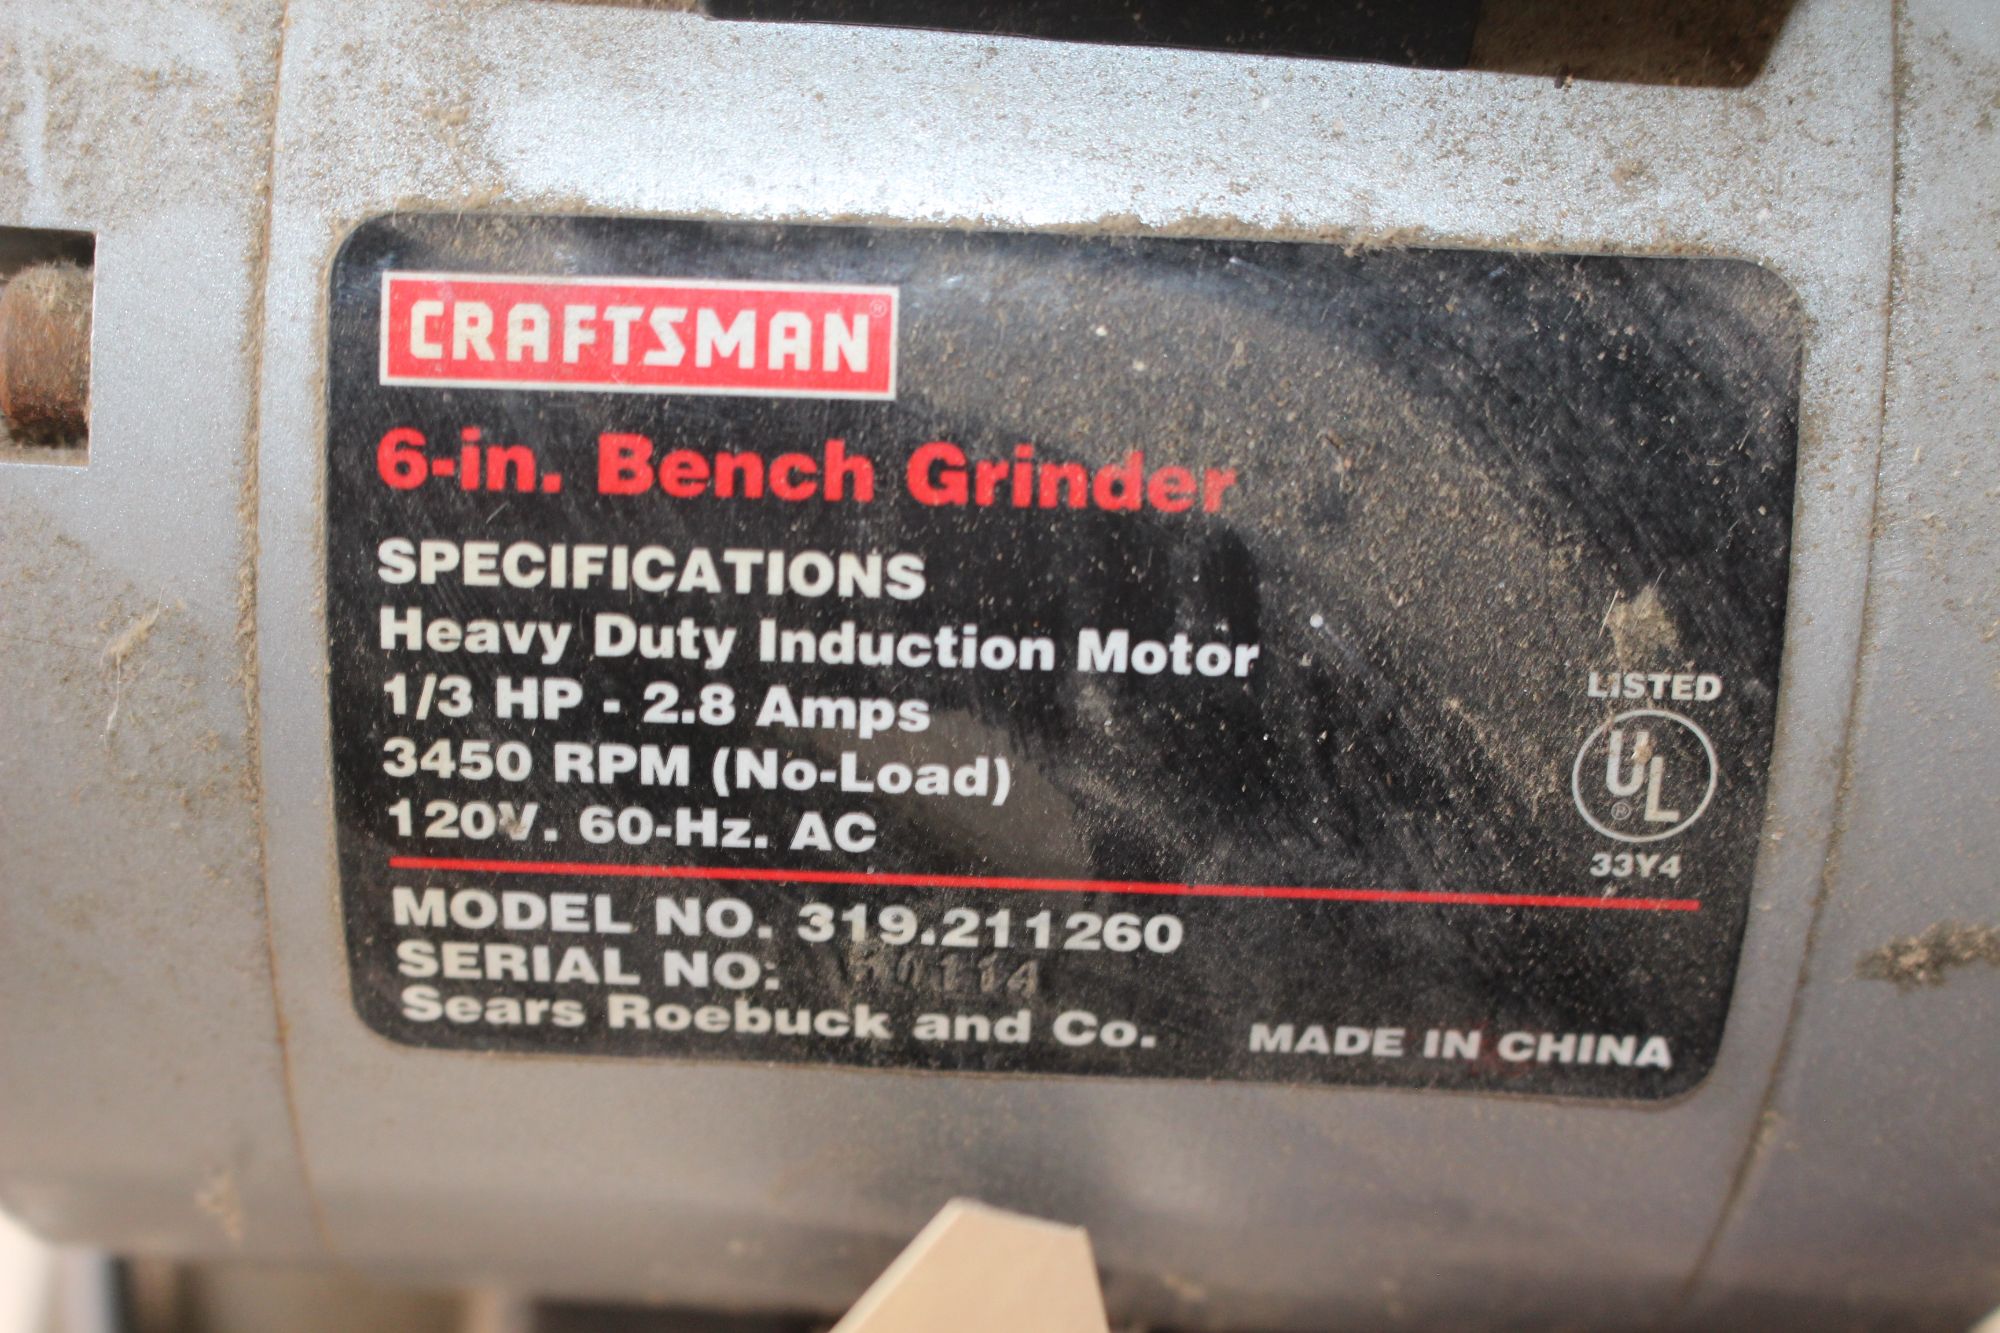 CRAFTSMAN®
6-in. Bench Grinder
SPECIFICATIONS
Heavy Duty Induction Motor
1/3 HP - 2.8 Amps
3450 RPM (No-Load)
120V. 60-Hz. AC
LISTED
UL®
33Y4
MODEL NO. 319.211260
SERIAL NO:
Sears Roebuck and Co.
MADE IN CHINA